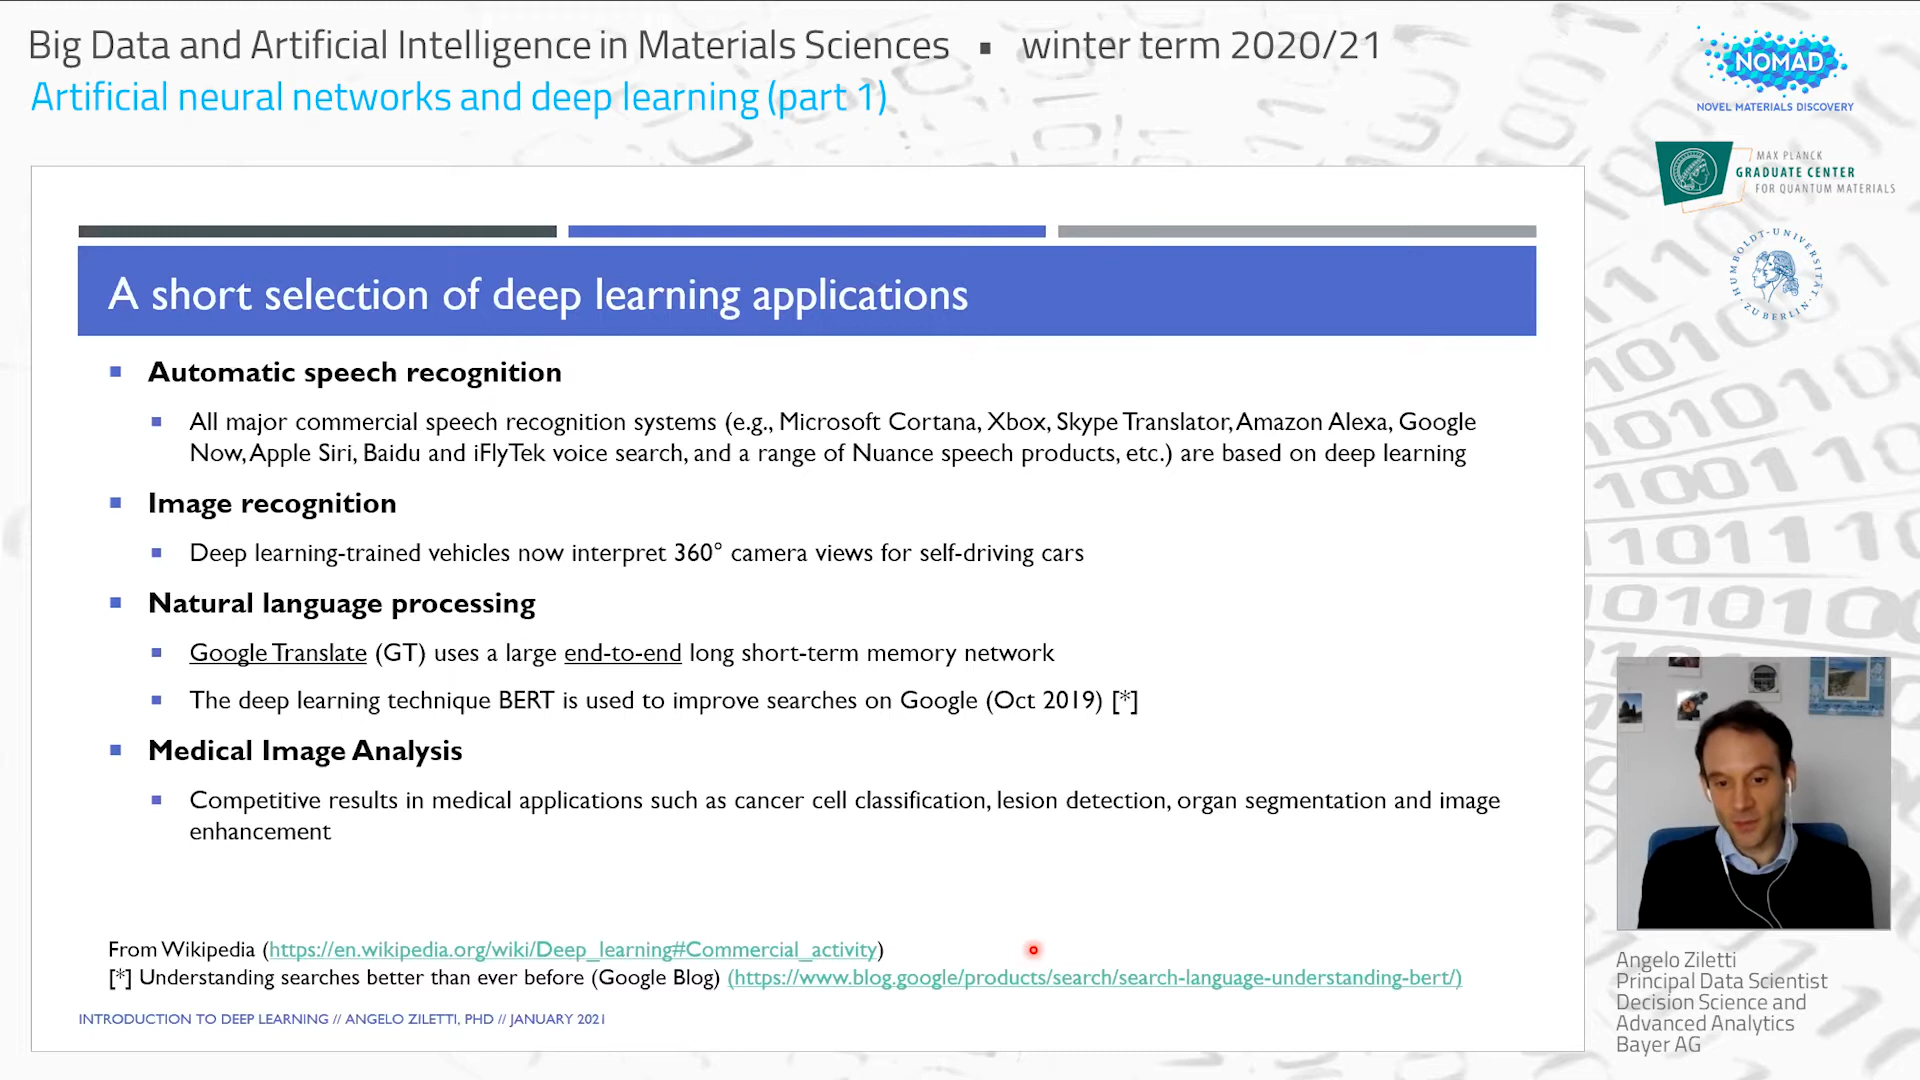 Big Data and Artificial Intelligence in Materials Sciences ▪ winter term 2020/21
Artificial neural networks and deep learning (part 1)
NOMAD
NOVEL MATERIALS DISCOVERY
MAX PLANCK
GRADUATE CENTER
FOR QUANTUM MATERIALS
HUMBOLDT-UNIVERSITÄT ZU BERLIN
A short selection of deep learning applications
Automatic speech recognition
All major commercial speech recognition systems (e.g., Microsoft Cortana, Xbox, Skype Translator, Amazon Alexa, Google
Now, Apple Siri, Baidu and iFlyTek voice search, and a range of Nuance speech products, etc.) are based on deep learning
Image recognition
Deep learning-trained vehicles now interpret 360° camera views for self-driving cars
Natural language processing
Google Translate (GT) uses a large end-to-end long short-term memory network
The deep learning technique BERT is used to improve searches on Google (Oct 2019) [*]
Medical Image Analysis
Competitive results in medical applications such as cancer cell classification, lesion detection, organ segmentation and image
enhancement
From Wikipedia (https://en.wikipedia.org/wiki/Deep_learning#Commercial_activity)
[*] Understanding searches better than ever before (Google Blog) (https://www.blog.google/products/search/search-language-understanding-bert/)
INTRODUCTION TO DEEP LEARNING // ANGELO ZILETTI, PHD // JANUARY 2021
Angelo Ziletti
Principal Data Scientist
Decision Science and
Advanced Analytics
Bayer AG